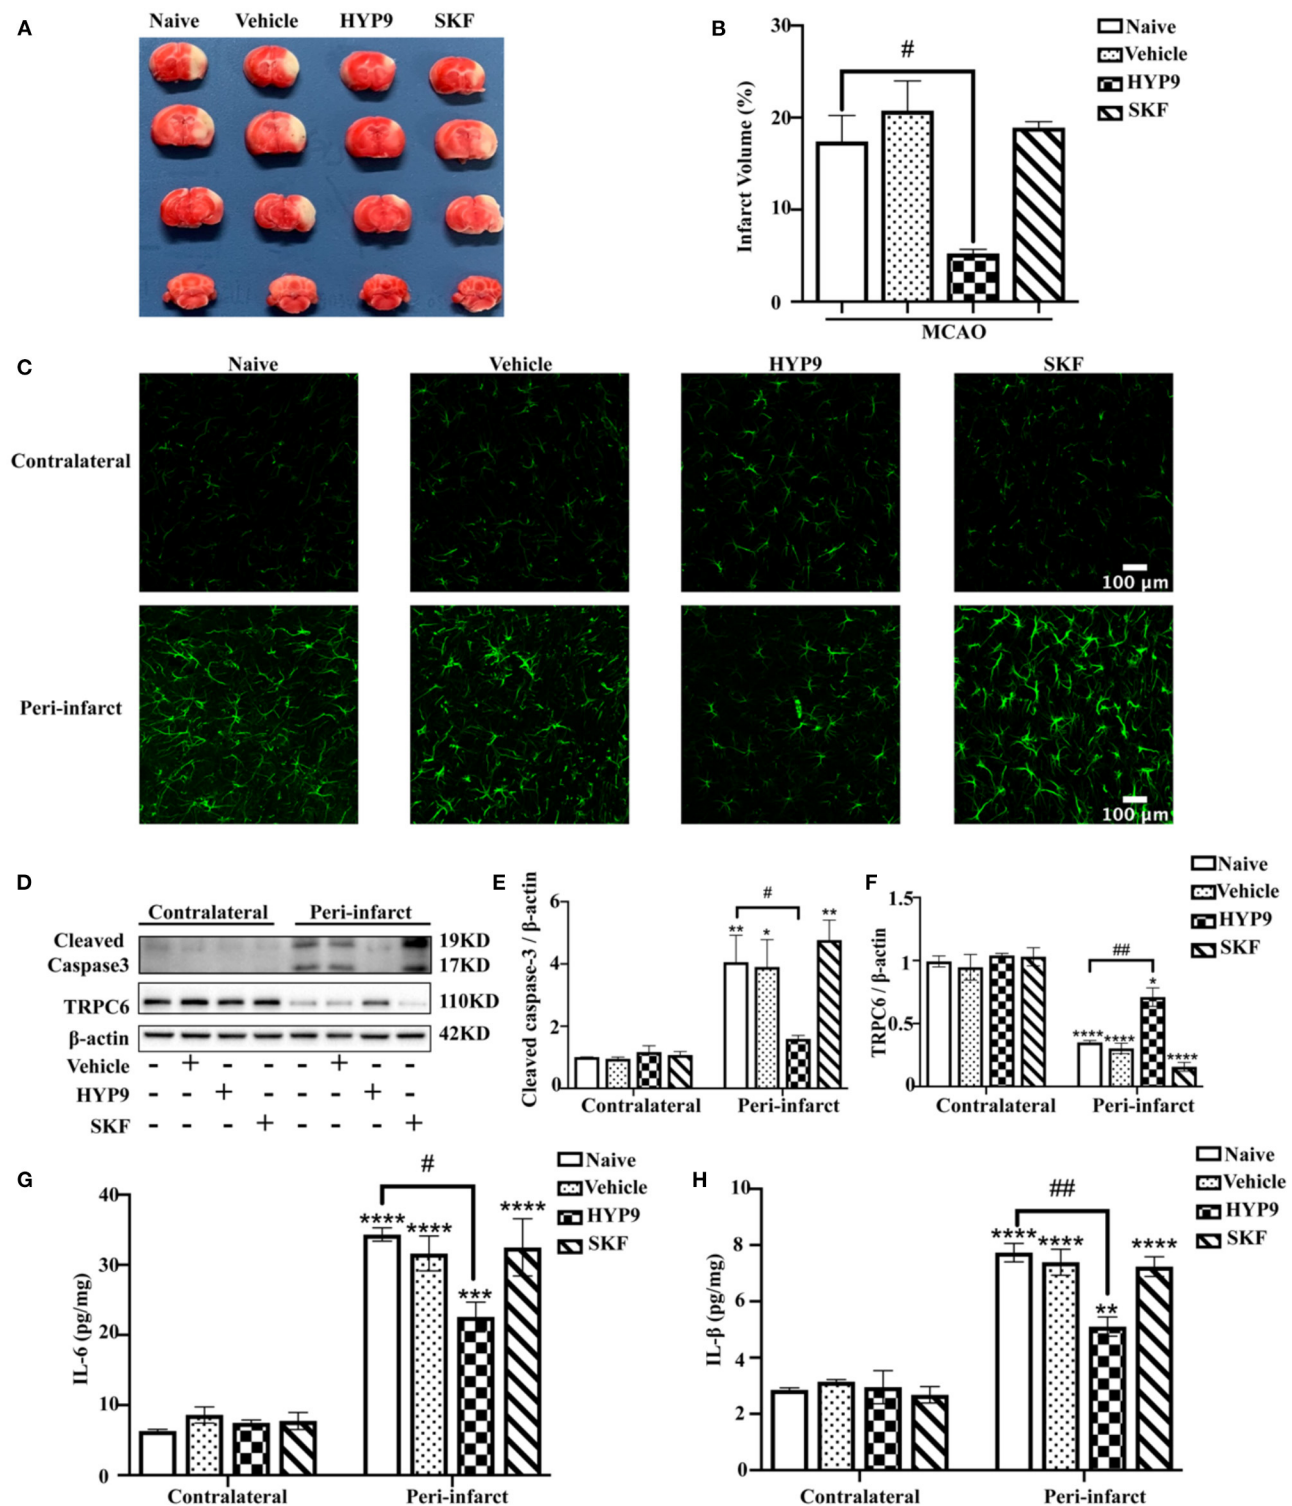 A
Naive Vehicle HYP9 SKF
B
Infarct Volume (%)
30
20
10
0
#
MCAO
Naive
Vehicle
HYP9
SKF
C
Naive Vehicle HYP9 SKF
Contralateral
100 μm
Peri-infarct
100 μm
D
Contralateral Peri-infarct
Cleaved 19KD
Caspase3 17KD
TRPC6 110KD
β-actin 42KD
Vehicle - + - - - + - -
HYP9 - - + - - - + -
SKF - - - + - - - +
E
Cleaved caspase-3 / β-actin
6
4
2
0
#
** * **
Contralateral Peri-infarct
F
TRPC6 / β-actin
1.5
1
0.5
0
##
**** **** * ****
Contralateral Peri-infarct
Naive
Vehicle
HYP9
SKF
G
IL-6 (pg/mg)
40
30
20
10
0
#
**** **** *** ****
Contralateral Peri-infarct
Naive
Vehicle
HYP9
SKF
H
IL-β (pg/mg)
10
8
6
4
2
0
##
**** **** ** ****
Contralateral Peri-infarct
Naive
Vehicle
HYP9
SKF